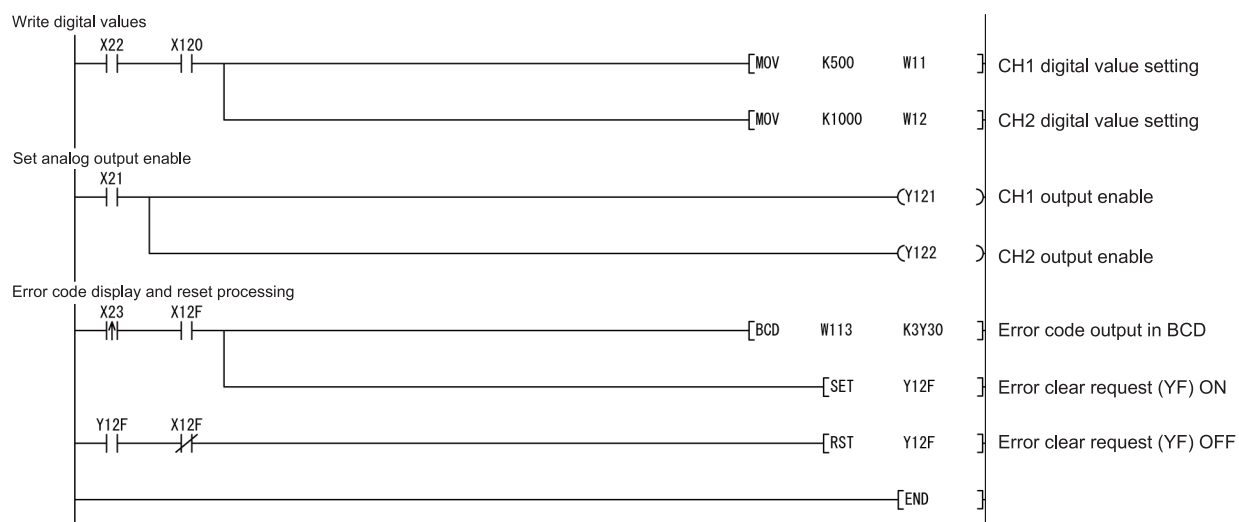 Write digital values
X22 X120
[MOV K500 W11 ] CH1 digital value setting
[MOV K1000 W12 ] CH2 digital value setting
Set analog output enable
X21
(Y121 ) CH1 output enable
(Y122 ) CH2 output enable
Error code display and reset processing
X23 X12F
[BCD W113 K3Y30 ] Error code output in BCD
[SET Y12F ] Error clear request (YF) ON
Y12F X12F
[RST Y12F ] Error clear request (YF) OFF
[END ]